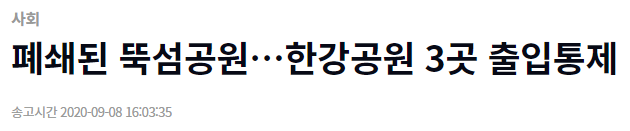 사회
폐쇄된 뚝섬공원…한강공원 3곳 출입통제
송고시간 2020-09-08 16:03:35